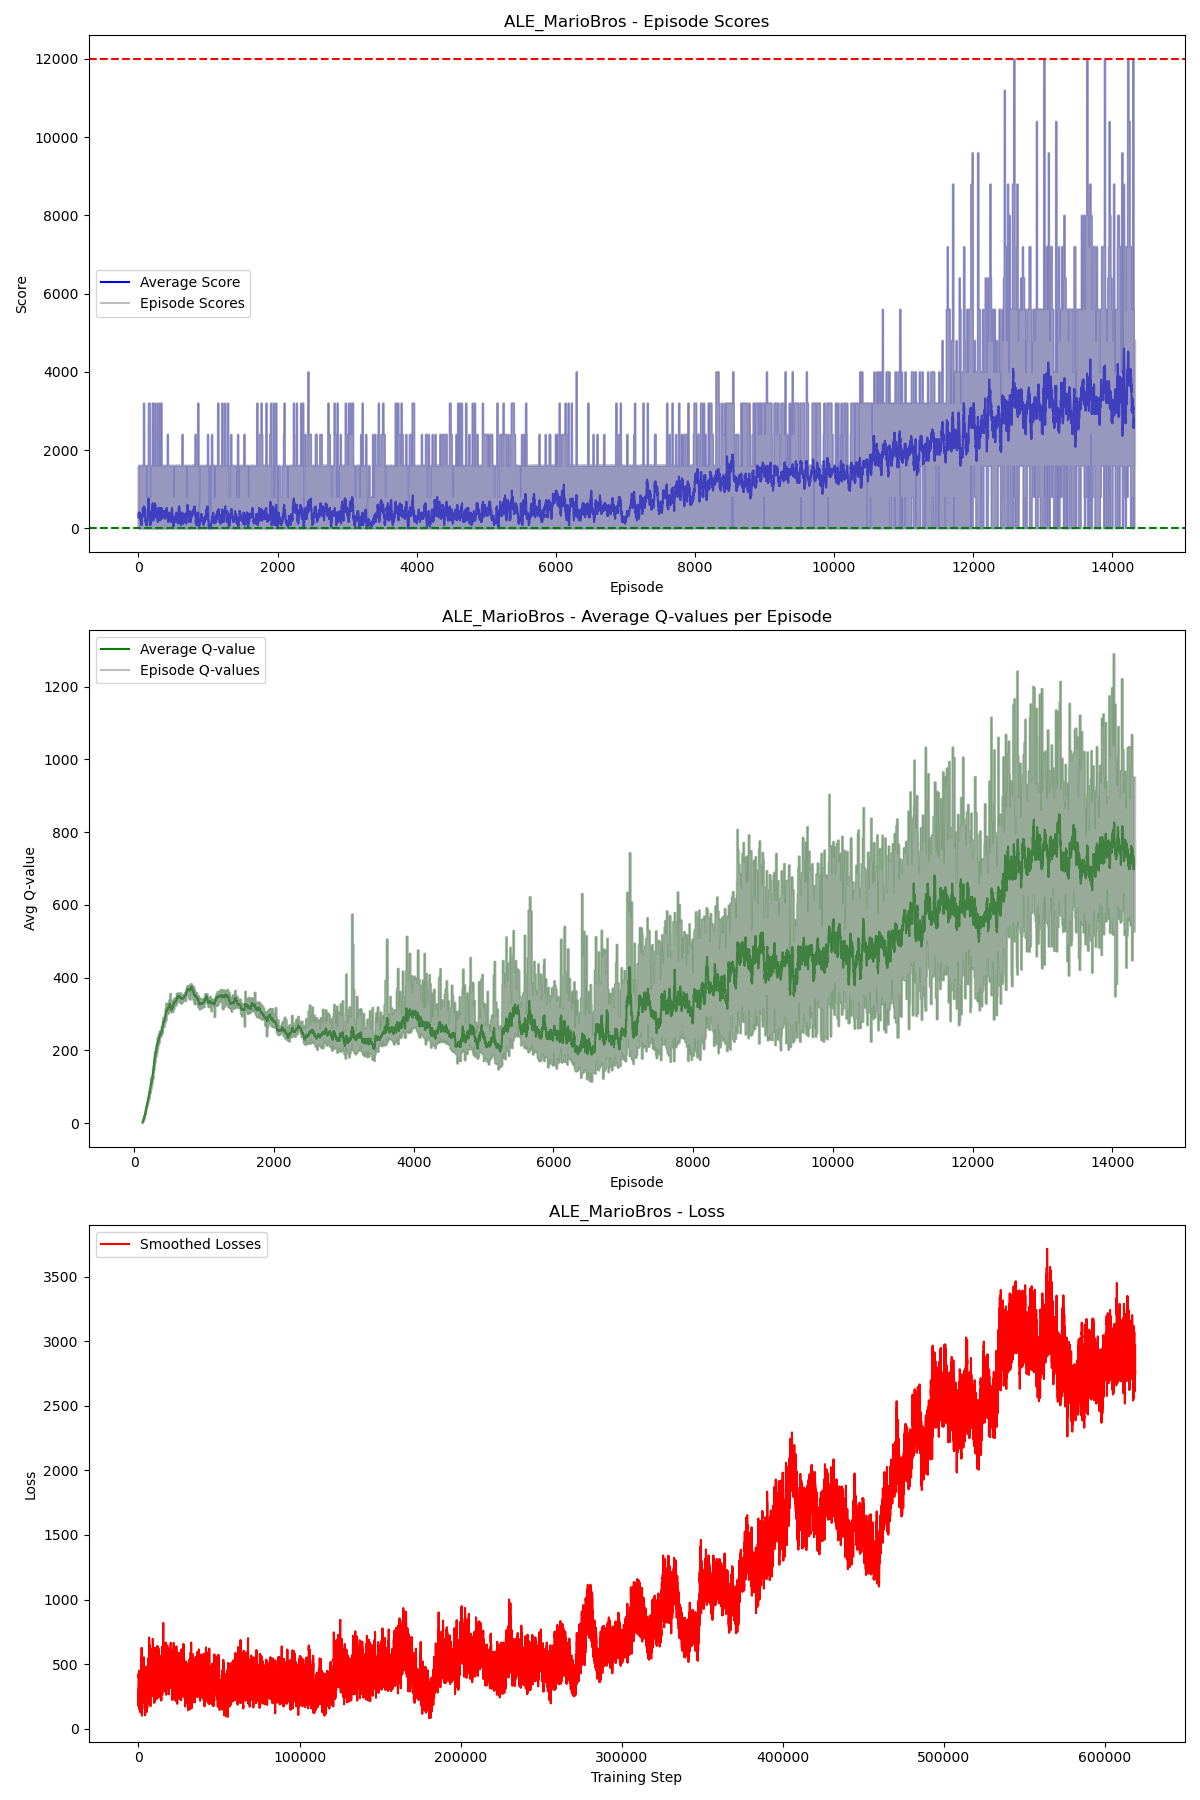 ALE_MarioBros - Episode Scores
12000
10000
8000
6000
4000
2000
0
Score
Average Score
Episode Scores
0 2000 4000 6000 8000 10000 12000 14000
Episode
ALE_MarioBros - Average Q-values per Episode
1200
1000
800
600
400
200
0
Avg Q-value
Average Q-value
Episode Q-values
0 2000 4000 6000 8000 10000 12000 14000
Episode
ALE_MarioBros - Loss
3500
3000
2500
2000
1500
1000
500
0
Loss
Smoothed Losses
0 100000 200000 300000 400000 500000 600000
Training Step